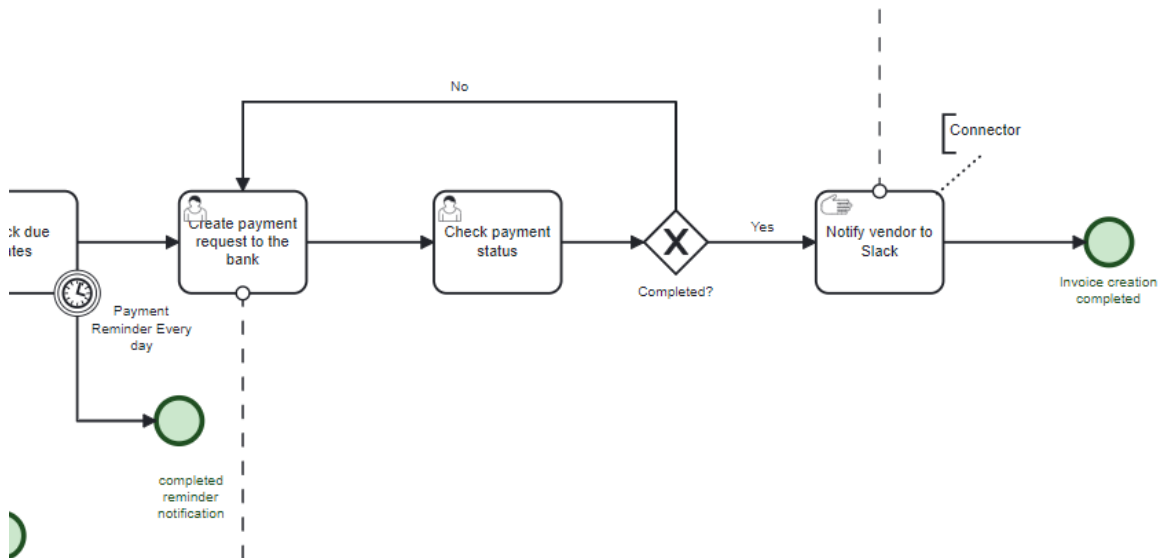 No
Connector
ck due
Create payment
request to the
bank
Check payment
status
Yes
Notify vendor to
Slack
Completed?
Invoice creation
completed
Payment
Reminder Every
day
completed
reminder
notification